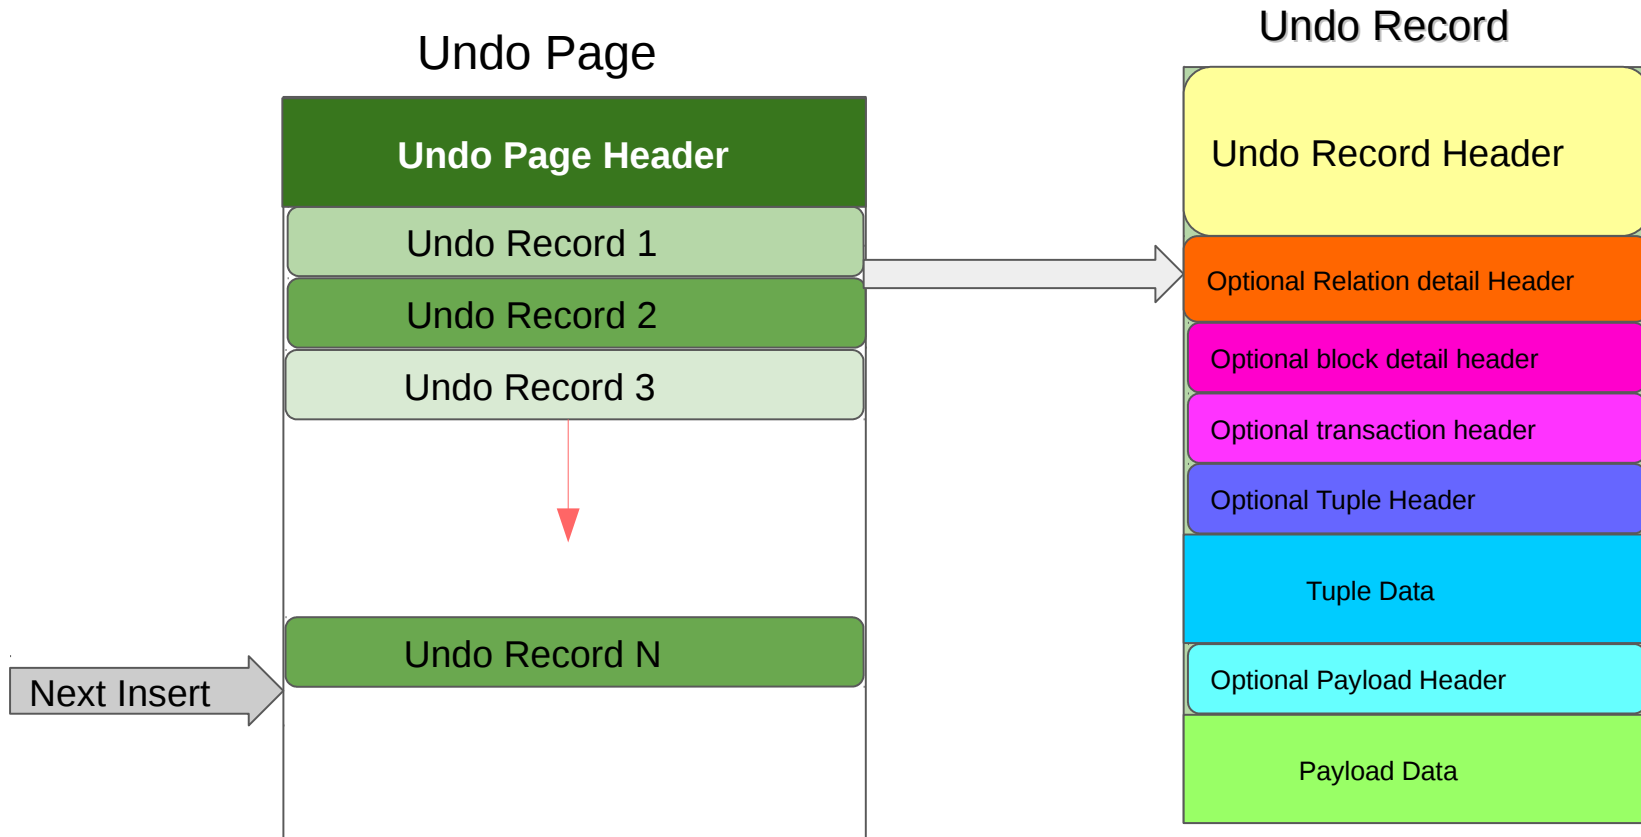 Undo Page
Undo Page Header
Undo Record 1
Undo Record 2
Undo Record 3
Undo Record N
Next Insert
Undo Record
Undo Record Header
Optional Relation detail Header
Optional block detail header
Optional transaction header
Optional Tuple Header
Tuple Data
Optional Payload Header
Payload Data